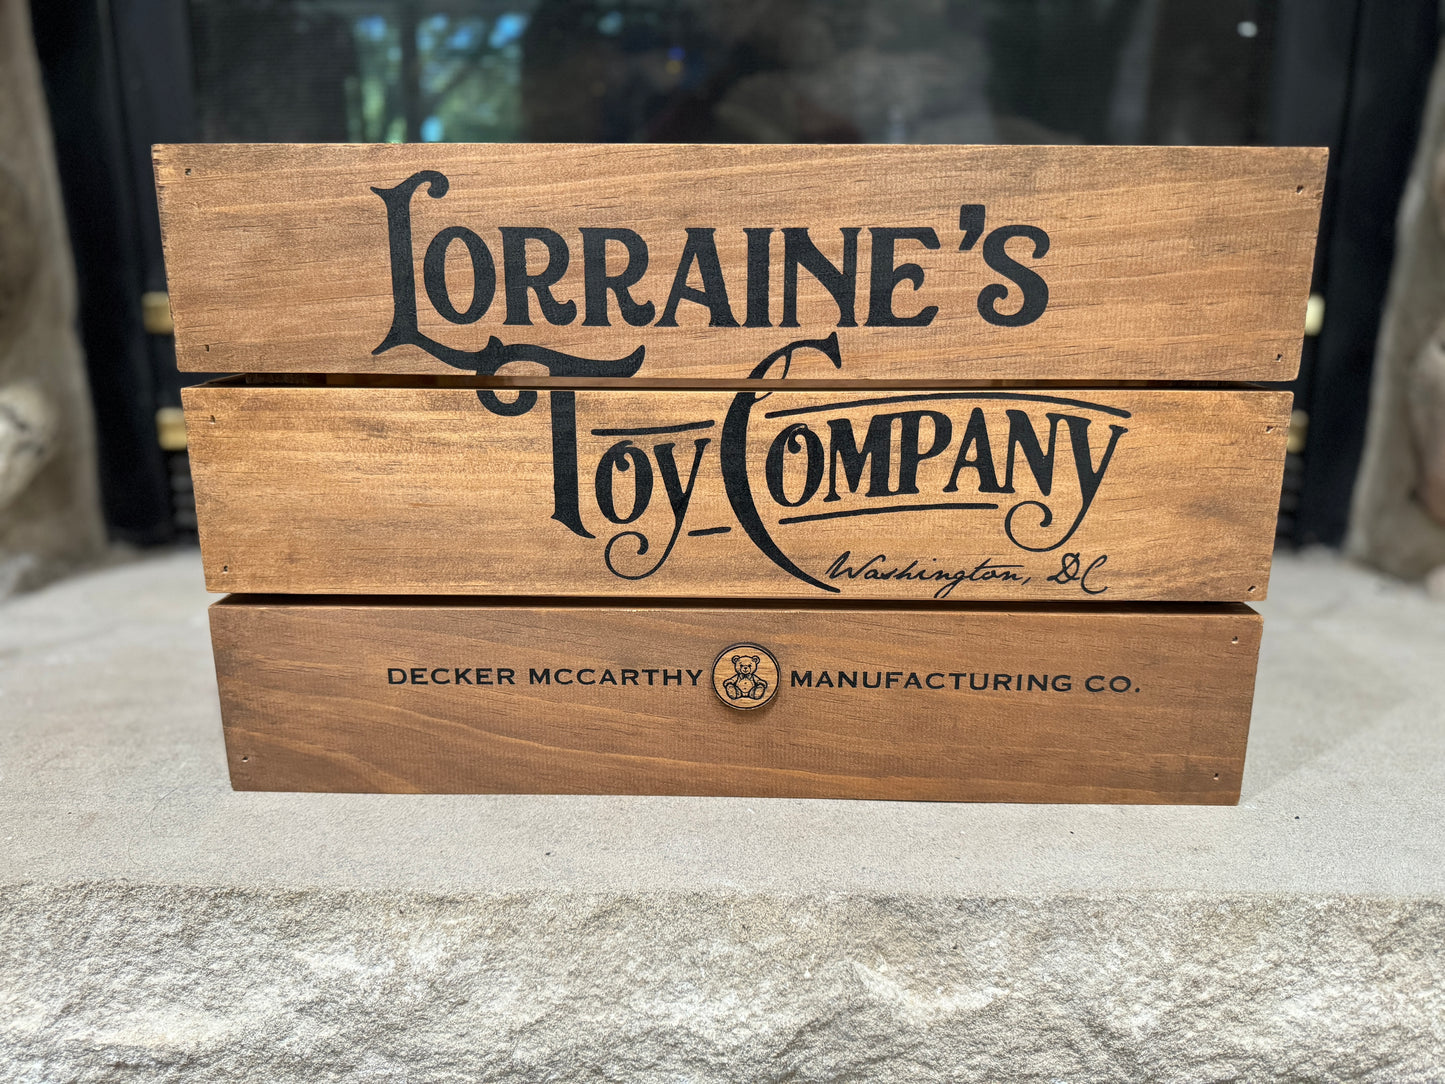 LORRAINE'S
TOY COMPANY
Washington, DC
DECKER MCCARTHY MANUFACTURING CO.